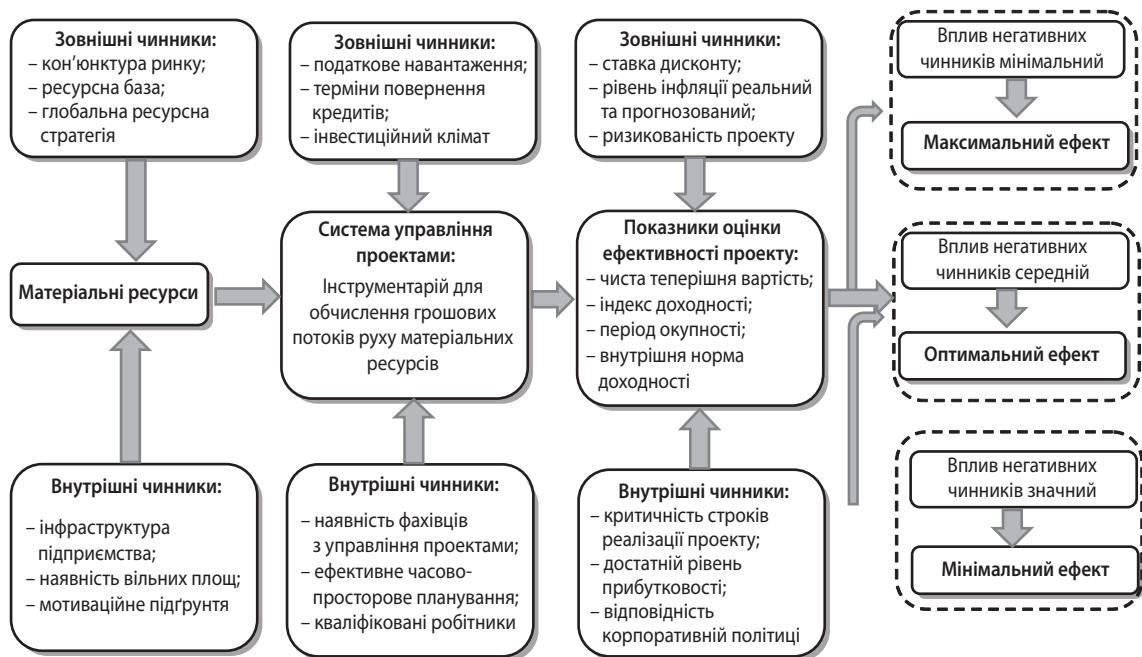 Зовнішні чинники:
– кон’юнктура ринку;
– ресурсна база;
– глобальна ресурсна
стратегія
Зовнішні чинники:
– податкове навантаження;
– терміни повернення
кредитів;
– інвестиційний клімат
Зовнішні чинники:
– ставка дисконту;
– рівень інфляції реальний
та прогнозований;
– ризикованість проекту
Вплив негативних
чинників мінімальний
Максимальний ефект
Матеріальні ресурси
Система управління
проектами:
Інструментарій для
обчислення грошових
потоків руху матеріальних
ресурсів
Показники оцінки
ефективності проекту:
– чиста теперішня вартість;
– індекс доходності;
– період окупності;
– внутрішня норма
доходності
Вплив негативних
чинників середній
Оптимальний ефект
Внутрішні чинники:
– інфраструктура
підприємства;
– наявність вільних площ;
– мотиваційне підґрунтя
Внутрішні чинники:
– наявність фахівців
з управління проектами;
– ефективне часово-
просторове планування;
– кваліфіковані робітники
Внутрішні чинники:
– критичність строків
реалізації проекту;
– достатній рівень
прибутковості;
– відповідність
корпоративній політиці
Вплив негативних
чинників значний
Мінімальний ефект